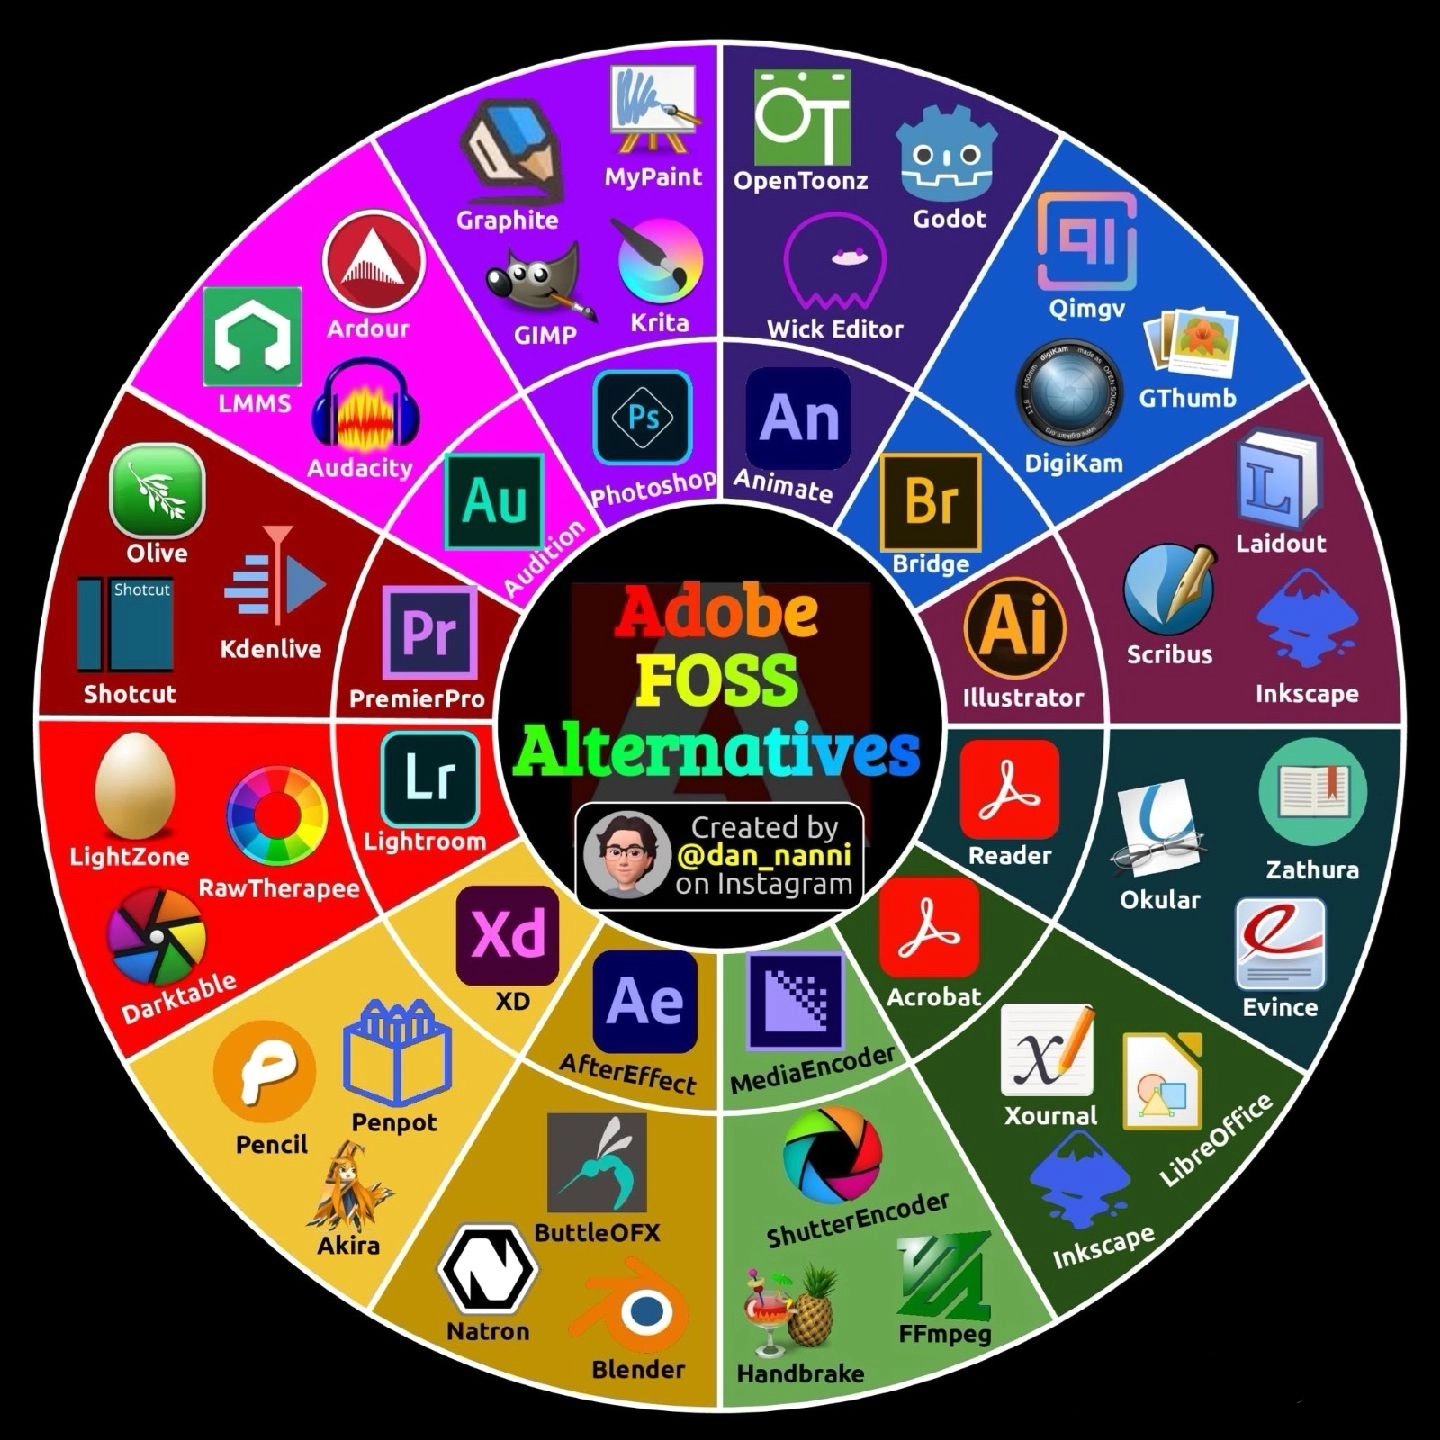 Adobe
FOSS
Alternatives
Created by
@dan_nanni
on Instagram
Ps
Photoshop
Graphite
MyPaint
GIMP
Krita
An
Animate
OT
OpenToonz
Godot
Wick Editor
Br
Bridge
qı
Qimgv
GThumb
DigiKam
Ai
Illustrator
L
Laidout
Scribus
Inkscape
Reader
Okular
Zathura
e
Evince
Acrobat
X
Xournal
LibreOffice
Inkscape
MediaEncoder
ShutterEncoder
Handbrake
FFmpeg
Ae
AfterEffect
ButtleOFX
N
Natron
Blender
Xd
XD
P
Pencil
Penpot
Akira
Lr
Lightroom
LightZone
RawTherapee
Darktable
Pr
PremierPro
Olive
Shotcut
Shotcut
Kdenlive
Au
Audition
LMMS
Ardour
Audacity